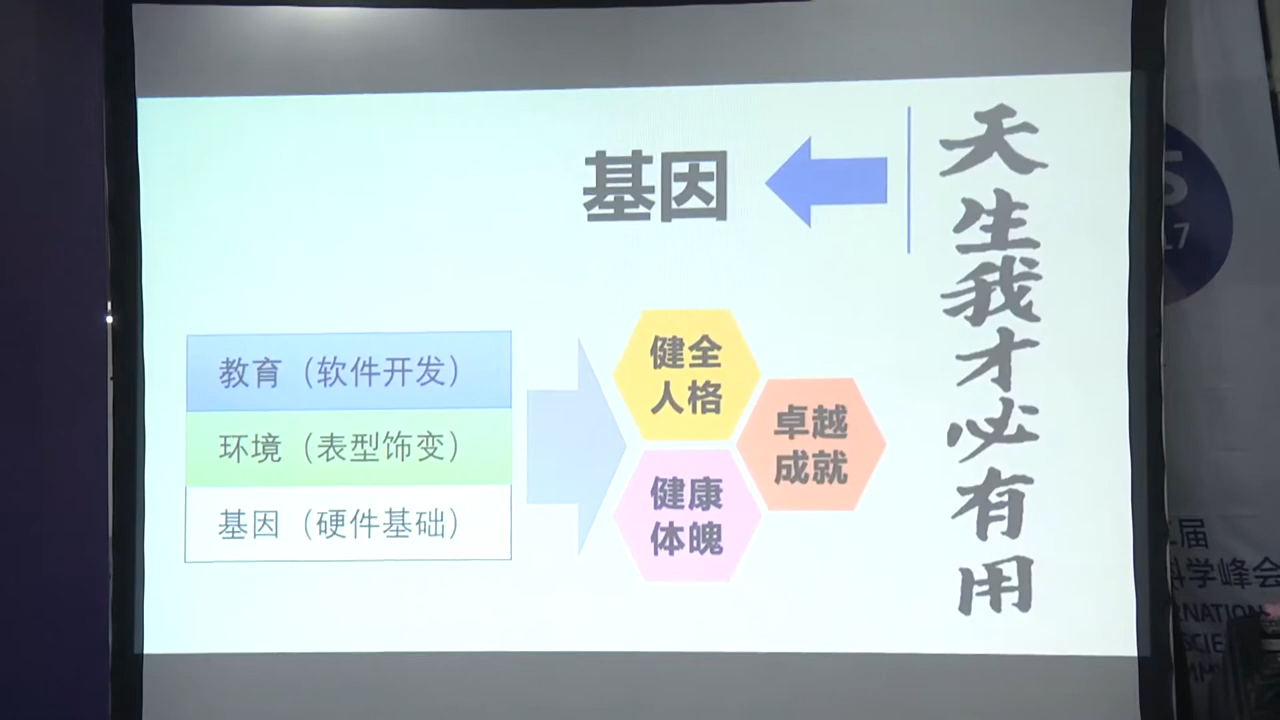 天生我才必有用
基因
教育（软件开发）
环境（表型饰变）
基因（硬件基础）
健全
人格
卓越
成就
健康
体魄
5
17
届
科学峰会